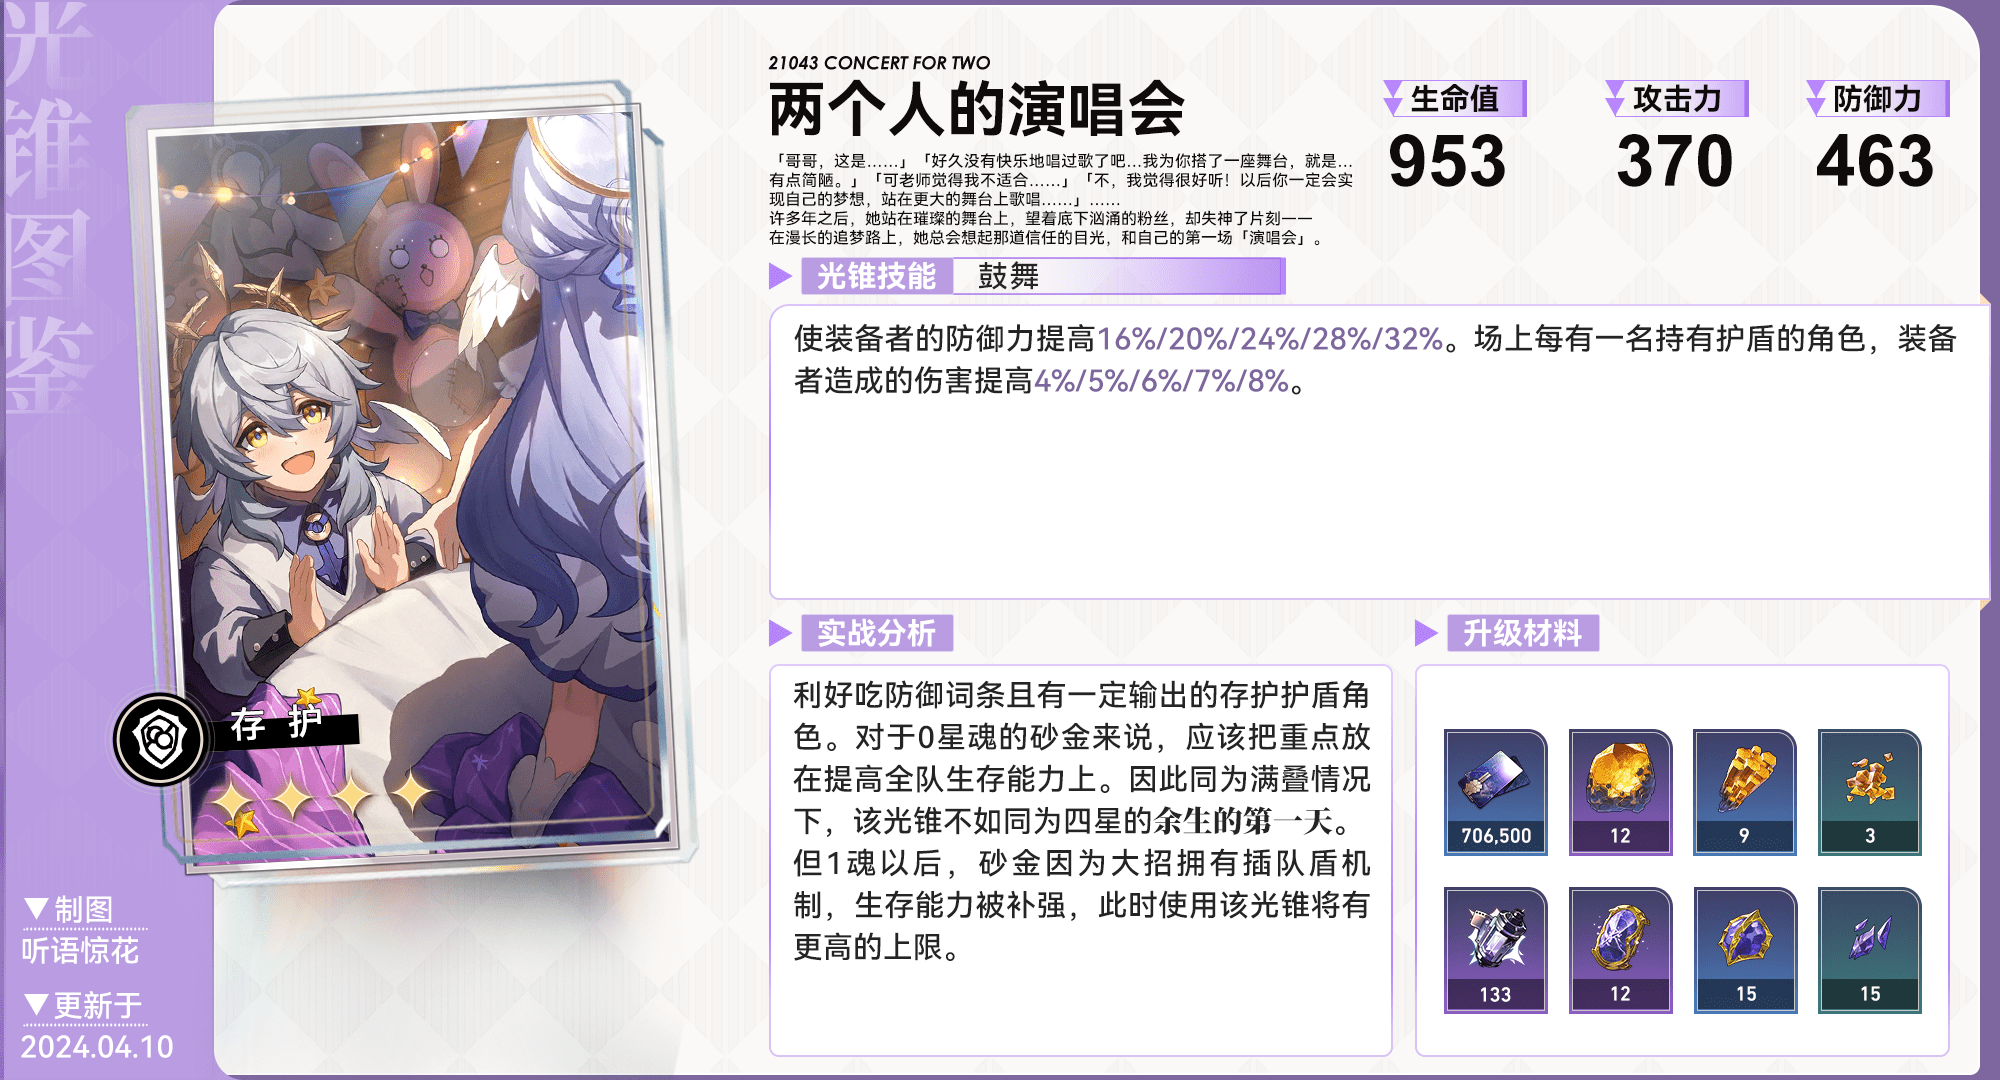 光锥图鉴
21043 CONCERT FOR TWO
两个人的演唱会
「哥哥，这是……」「好久没有快乐地唱过歌了吧…我为你搭了一座舞台，就是…
有点简陋。」「可老师觉得我不适合……」「不，我觉得很好听！以后你一定会实
现自己的梦想，站在更大的舞台上歌唱……」……
许多年之后，她站在璀璨的舞台上，望着底下汹涌的粉丝，却失神了片刻一一
在漫长的追梦路上，她总会想起那道信任的目光，和自己的第一场「演唱会」。
生命值
953
攻击力
370
防御力
463
光锥技能 鼓舞
使装备者的防御力提高16%/20%/24%/28%/32%。场上每有一名持有护盾的角色，装备
者造成的伤害提高4%/5%/6%/7%/8%。
存护
实战分析
利好吃防御词条且有一定输出的存护护盾角
色。对于0星魂的砂金来说，应该把重点放
在提高全队生存能力上。因此同为满叠情况
下，该光锥不如同为四星的余生的第一天。
但1魂以后，砂金因为大招拥有插队盾机
制，生存能力被补强，此时使用该光锥将有
更高的上限。
升级材料
706,500 12 9 3
133 12 15 15
▼制图
听语惊花
▼更新于
2024.04.10